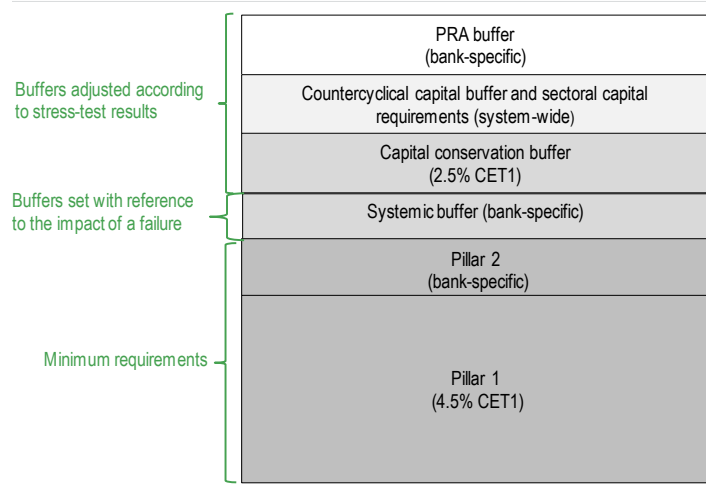 PRA buffer
(bank-specific)
Buffers adjusted according
to stress-test results
Countercyclical capital buffer and sectoral capital
requirements (system-wide)
Capital conservation buffer
(2.5% CET1)
Buffers set with reference
to the impact of a failure
Systemic buffer (bank-specific)
Pillar 2
(bank-specific)
Minimum requirements
Pillar 1
(4.5% CET1)